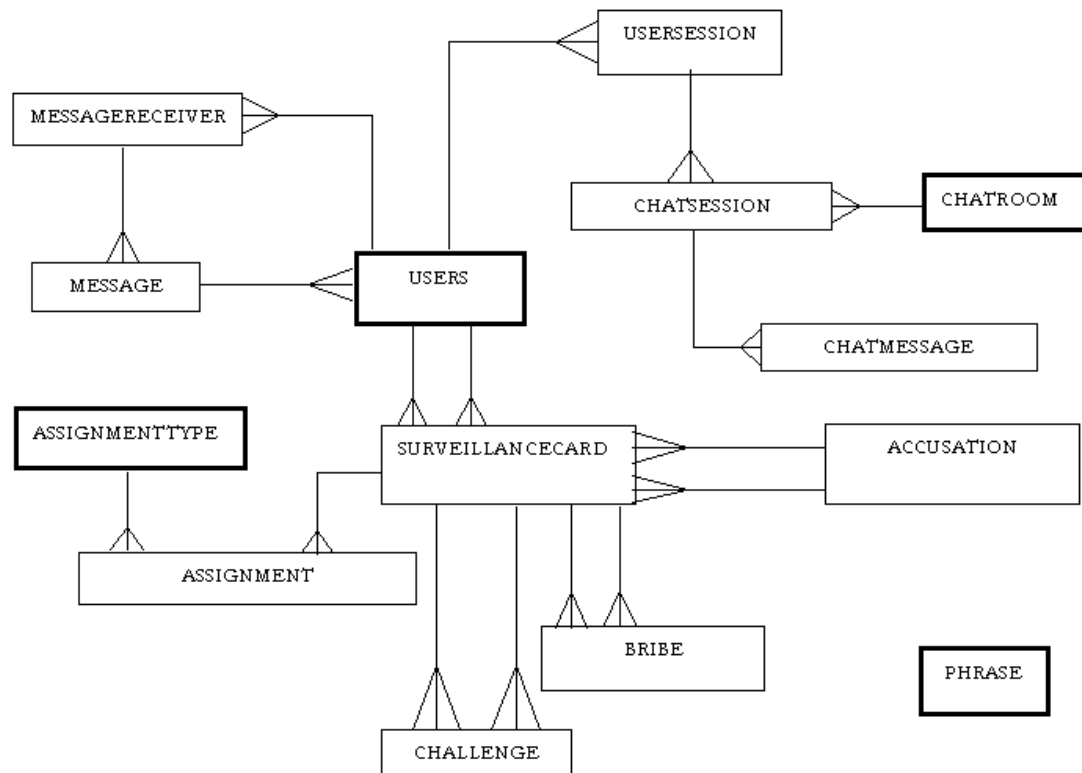 USERSESSION
MESSAGERECEIVER
CHATSESSION
CHATROOM
MESSAGE
USERS
CHATMESSAGE
ASSIGNMENTTYPE
SURVEILLANCECARD
ACCUSATION
ASSIGNMENT
BRIBE
PHRASE
CHALLENGE